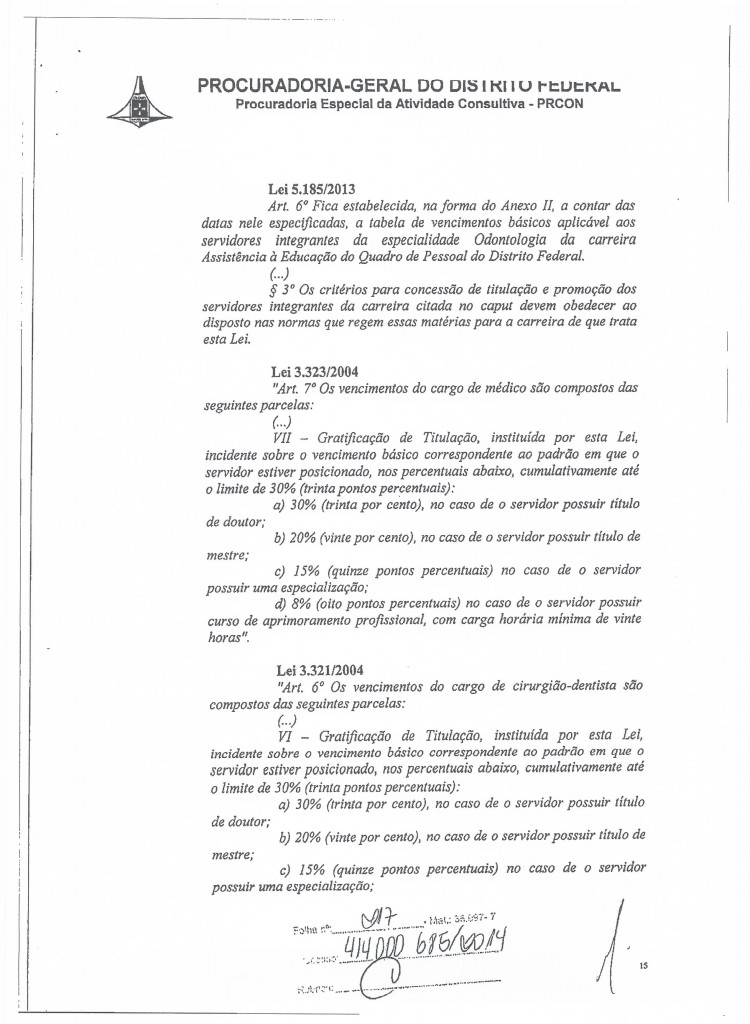 PROCURADORIA-GERAL DO DISTRITO FEDERAL
Procuradoria Especial da Atividade Consultiva - PRCON
Lei 5.185/2013
Art. 6º Fica estabelecida, na forma do Anexo II, a contar das
datas nele especificadas, a tabela de vencimentos básicos aplicável aos
servidores integrantes da especialidade Odontologia da carreira
Assistência à Educação do Quadro de Pessoal do Distrito Federal.
(...)
§ 3º Os critérios para concessão de titulação e promoção dos
servidores integrantes da carreira citada no caput devem obedecer ao
disposto nas normas que regem essas matérias para a carreira de que trata
esta Lei.
Lei 3.323/2004
"Art. 7º Os vencimentos do cargo de médico são compostos das
seguintes parcelas:
(...)
VII – Gratificação de Titulação, instituída por esta Lei,
incidente sobre o vencimento básico correspondente ao padrão em que o
servidor estiver posicionado, nos percentuais abaixo, cumulativamente até
o limite de 30% (trinta pontos percentuais):
a) 30% (trinta por cento), no caso de o servidor possuir título
de doutor;
b) 20% (vinte por cento), no caso de o servidor possuir título de
mestre;
c) 15% (quinze pontos percentuais) no caso de o servidor
possuir uma especialização;
d) 8% (oito pontos percentuais) no caso de o servidor possuir
curso de aprimoramento profissional, com carga horária mínima de vinte
horas".
Lei 3.321/2004
"Art. 6º Os vencimentos do cargo de cirurgião-dentista são
compostos das seguintes parcelas:
(...)
VI – Gratificação de Titulação, instituída por esta Lei,
incidente sobre o vencimento básico correspondente ao padrão em que o
servidor estiver posicionado, nos percentuais abaixo, cumulativamente até
o limite de 30% (trinta pontos percentuais):
a) 30% (trinta por cento), no caso de o servidor possuir título
de doutor;
b) 20% (vinte por cento), no caso de o servidor possuir título de
mestre;
c) 15% (quinze pontos percentuais) no caso de o servidor
possuir uma especialização;
Folha nº Mat.: 36.997-7
414000 685/2014
15